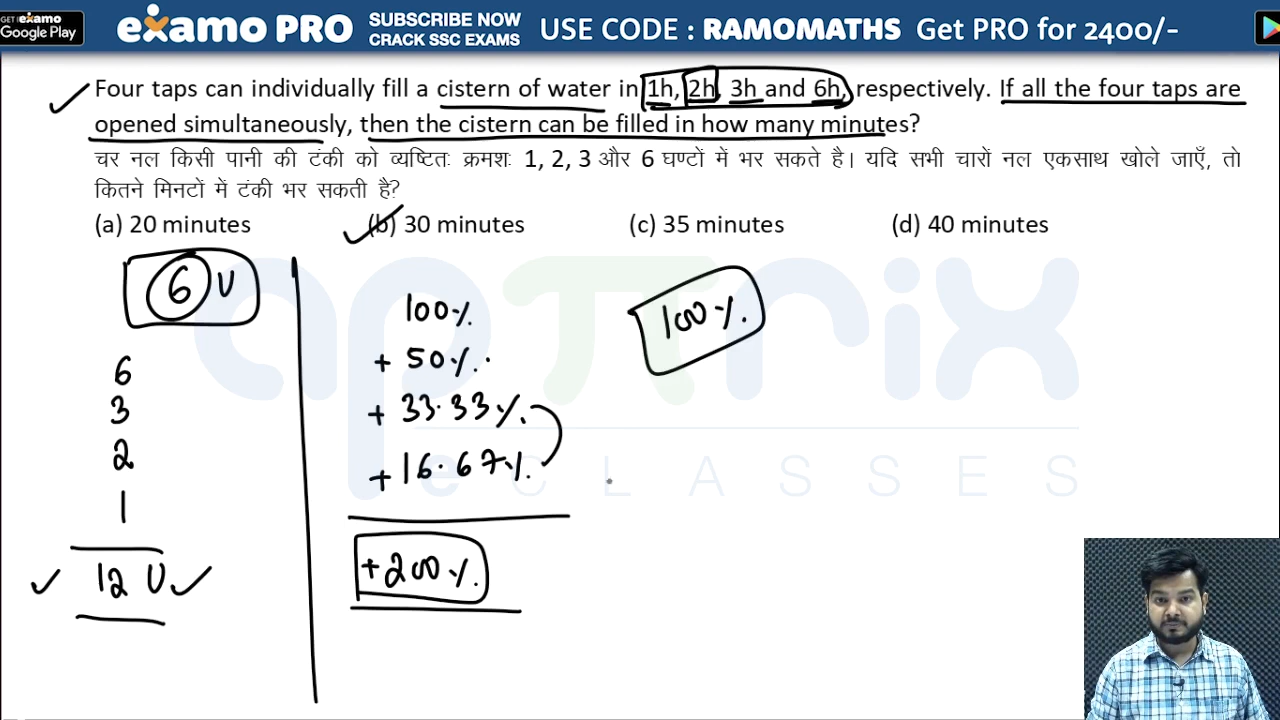 GET IT examo
Google Play
examo PRO
SUBSCRIBE NOW
CRACK SSC EXAMS
USE CODE : RAMOMATHS Get PRO for 2400/-
Four taps can individually fill a cistern of water in 1h, 2h, 3h and 6h, respectively. If all the four taps are
opened simultaneously, then the cistern can be filled in how many minutes?
चर नल किसी पानी की टंकी को व्यष्टितः क्रमशः 1, 2, 3 और 6 घण्टों में भर सकते है। यदि सभी चारों नल एकसाथ खोले जाएँ, तो
कितने मिनटों में टंकी भर सकती है?
(a) 20 minutes (b) 30 minutes (c) 35 minutes (d) 40 minutes
6 U
6
3
2
1
12 U
100%
+ 50%
+ 33.33%
+ 16.67%
+200%
100%
aptrix
e CLASSES